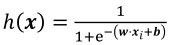 h(x) = 1 / (1+e^−(w·x_i+b))